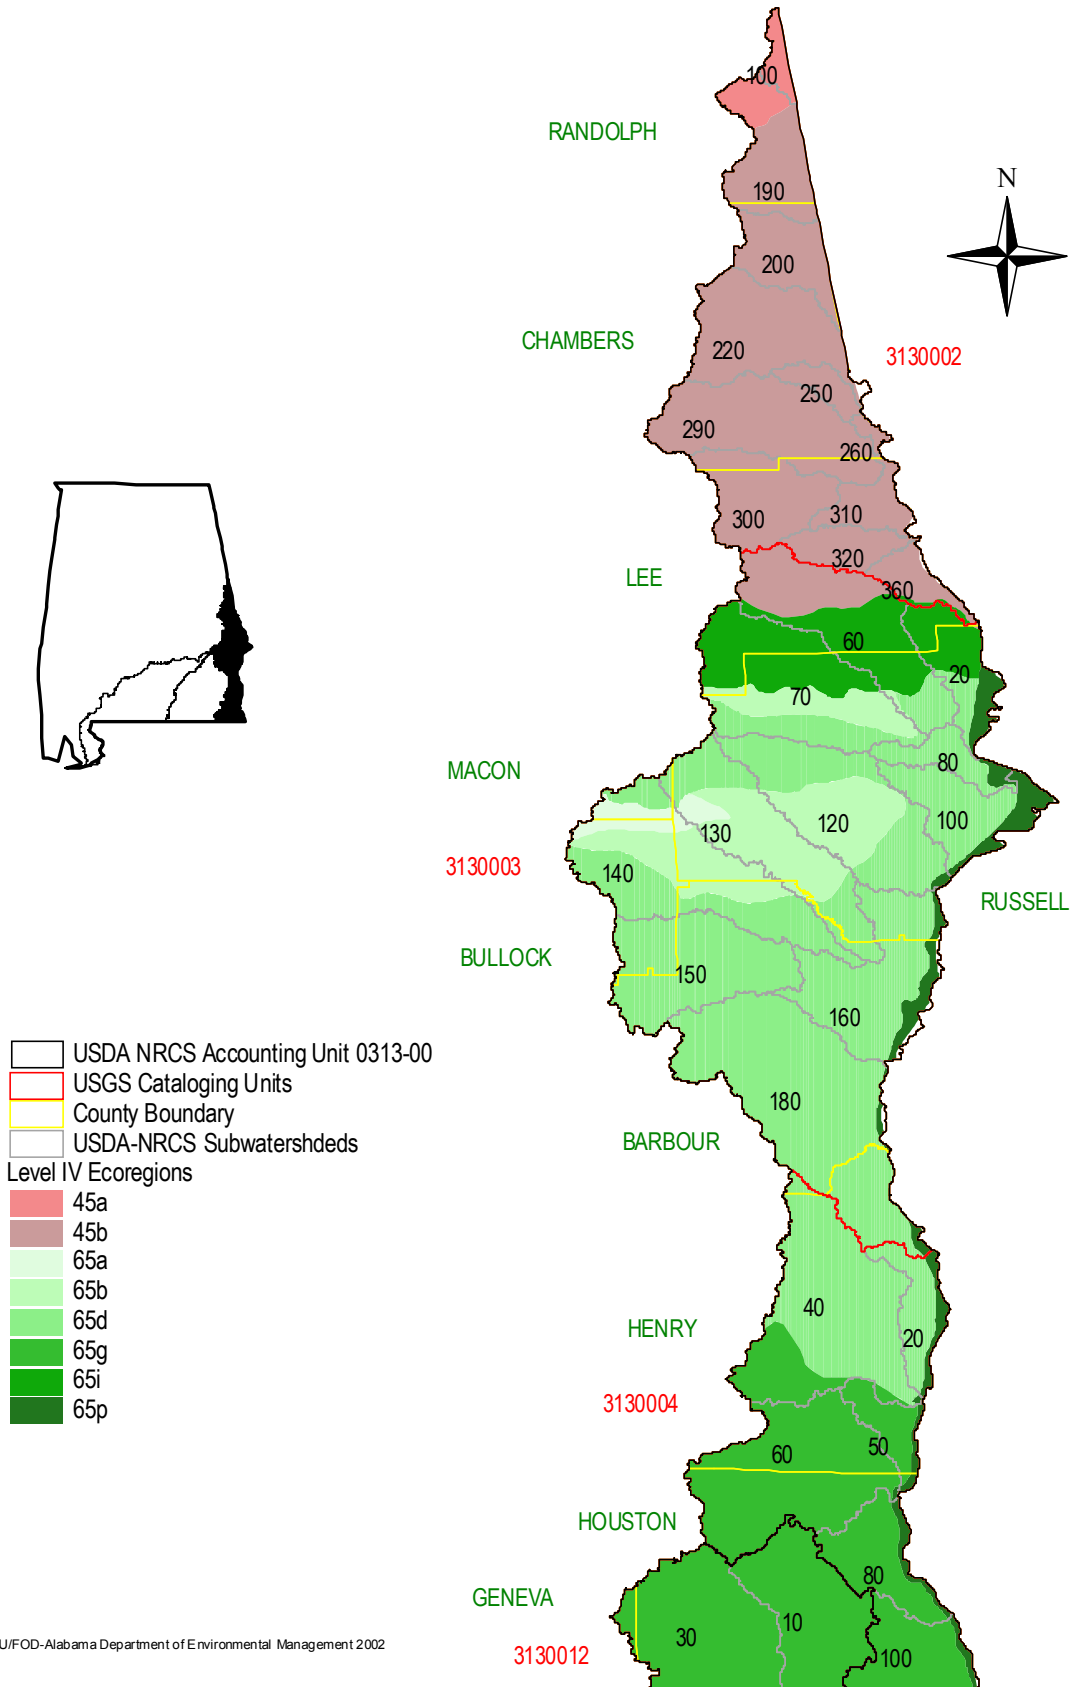 100
RANDOLPH
N
190
200
CHAMBERS
220
3130002
250
290
260
300
310
320
LEE
360
60
20
70
MACON
80
130
120
100
3130003
140
RUSSELL
BULLOCK
150
160
USDA NRCS Accounting Unit 0313-00
USGS Cataloging Units
County Boundary
USDA-NRCS Subwatershdeds
Level IV Ecoregions
45a
45b
65a
65b
65d
65g
65i
65p
180
BARBOUR
40
HENRY
20
3130004
50
60
HOUSTON
80
GENEVA
10
30
100
3130012
U/FOD-Alabama Department of Environmental Management 2002